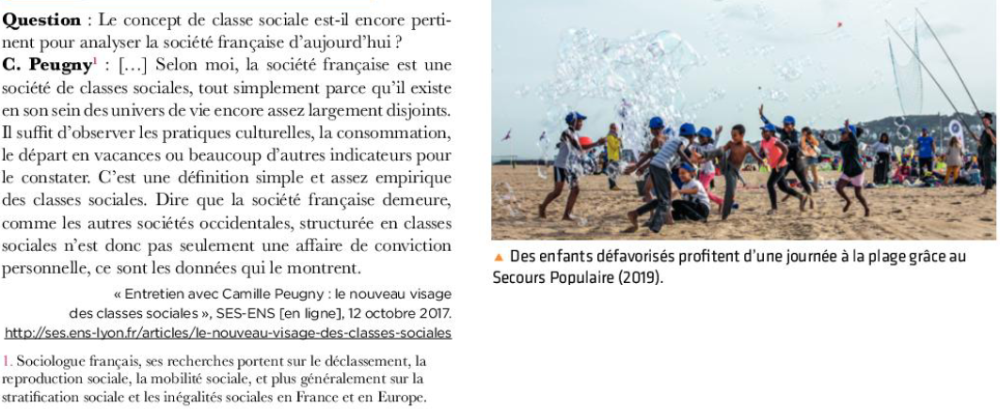 Question : Le concept de classe sociale est-il encore perti-
nent pour analyser la société française d'aujourd'hui ?
C. Peugny¹ : […] Selon moi, la société française est une
société de classes sociales, tout simplement parce qu'il existe
en son sein des univers de vie encore assez largement disjoints.
Il suffit d'observer les pratiques culturelles, la consommation,
le départ en vacances ou beaucoup d'autres indicateurs pour
le constater. C'est une définition simple et assez empirique
des classes sociales. Dire que la société française demeure,
comme les autres sociétés occidentales, structurée en classes
sociales n'est donc pas seulement une affaire de conviction
personnelle, ce sont les données qui le montrent.
« Entretien avec Camille Peugny : le nouveau visage
des classes sociales », SES-ENS [en ligne], 12 octobre 2017.
http://ses.ens-lyon.fr/articles/le-nouveau-visage-des-classes-sociales
1. Sociologue français, ses recherches portent sur le déclassement, la
reproduction sociale, la mobilité sociale, et plus généralement sur la
stratification sociale et les inégalités sociales en France et en Europe.
▲ Des enfants défavorisés profitent d'une journée à la plage grâce au
Secours Populaire (2019).